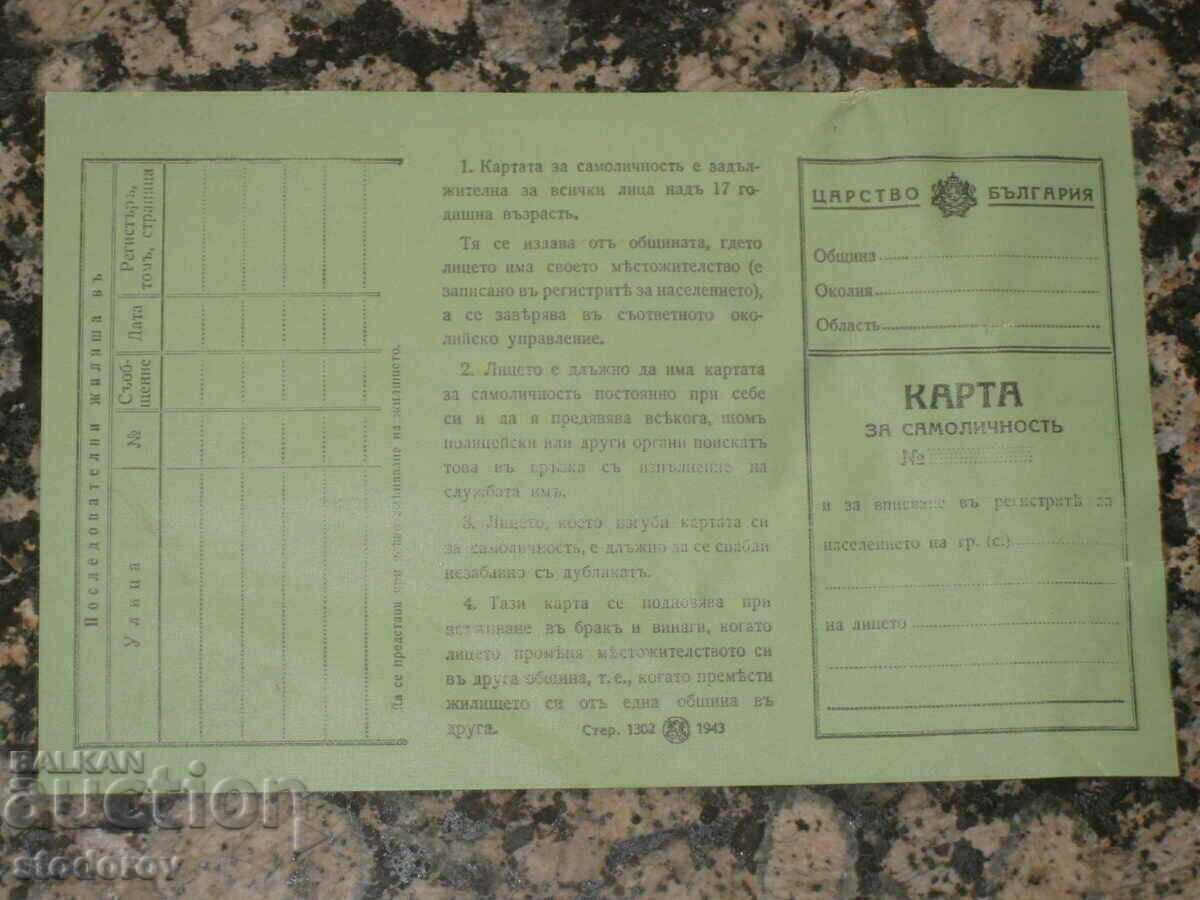 Последователни жилища въ
Регистъръ,
томъ, страница
Дата
Съоб-
щение
№
Улица
Да се представи при всяко жилището.
1. Картата за самоличность е задъл-
жителна за всички лица надъ 17 го-
дишна възрасть.
Тя се издава отъ общината, гдето
лицето има своето мѣстожителство (е
записано въ регистритѣ за населението),
а се завѣрява въ съответното око-
лийско управление.
2. Лицето е длъжно да има картата
за самоличность постоянно при себе
си и да я предявява всѣкога, щомъ
полицейски или други органи поискатъ
това въ връзка съ изпълнение на
службата имъ.
3. Лицето, което изгуби картата си
за самоличность, е длъжно да се снабди
незабавно съ дубликатъ.
4. Тази карта се подновява при
встѫпване въ бракъ и винаги, когато
лицето промѣня мѣстожителството си
въ друга община, т. е., когато премѣсти
жилището си отъ една община въ
друга.
Стер. 1302 1943
ЦАРСТВО БЪЛГАРИЯ
Община
Околия
Область
КАРТА
ЗА САМОЛИЧНОСТЬ
№
и за вписване въ регистритѣ за
населението на гр. (с.)
на лицето
BALKAN
auction
stodorov